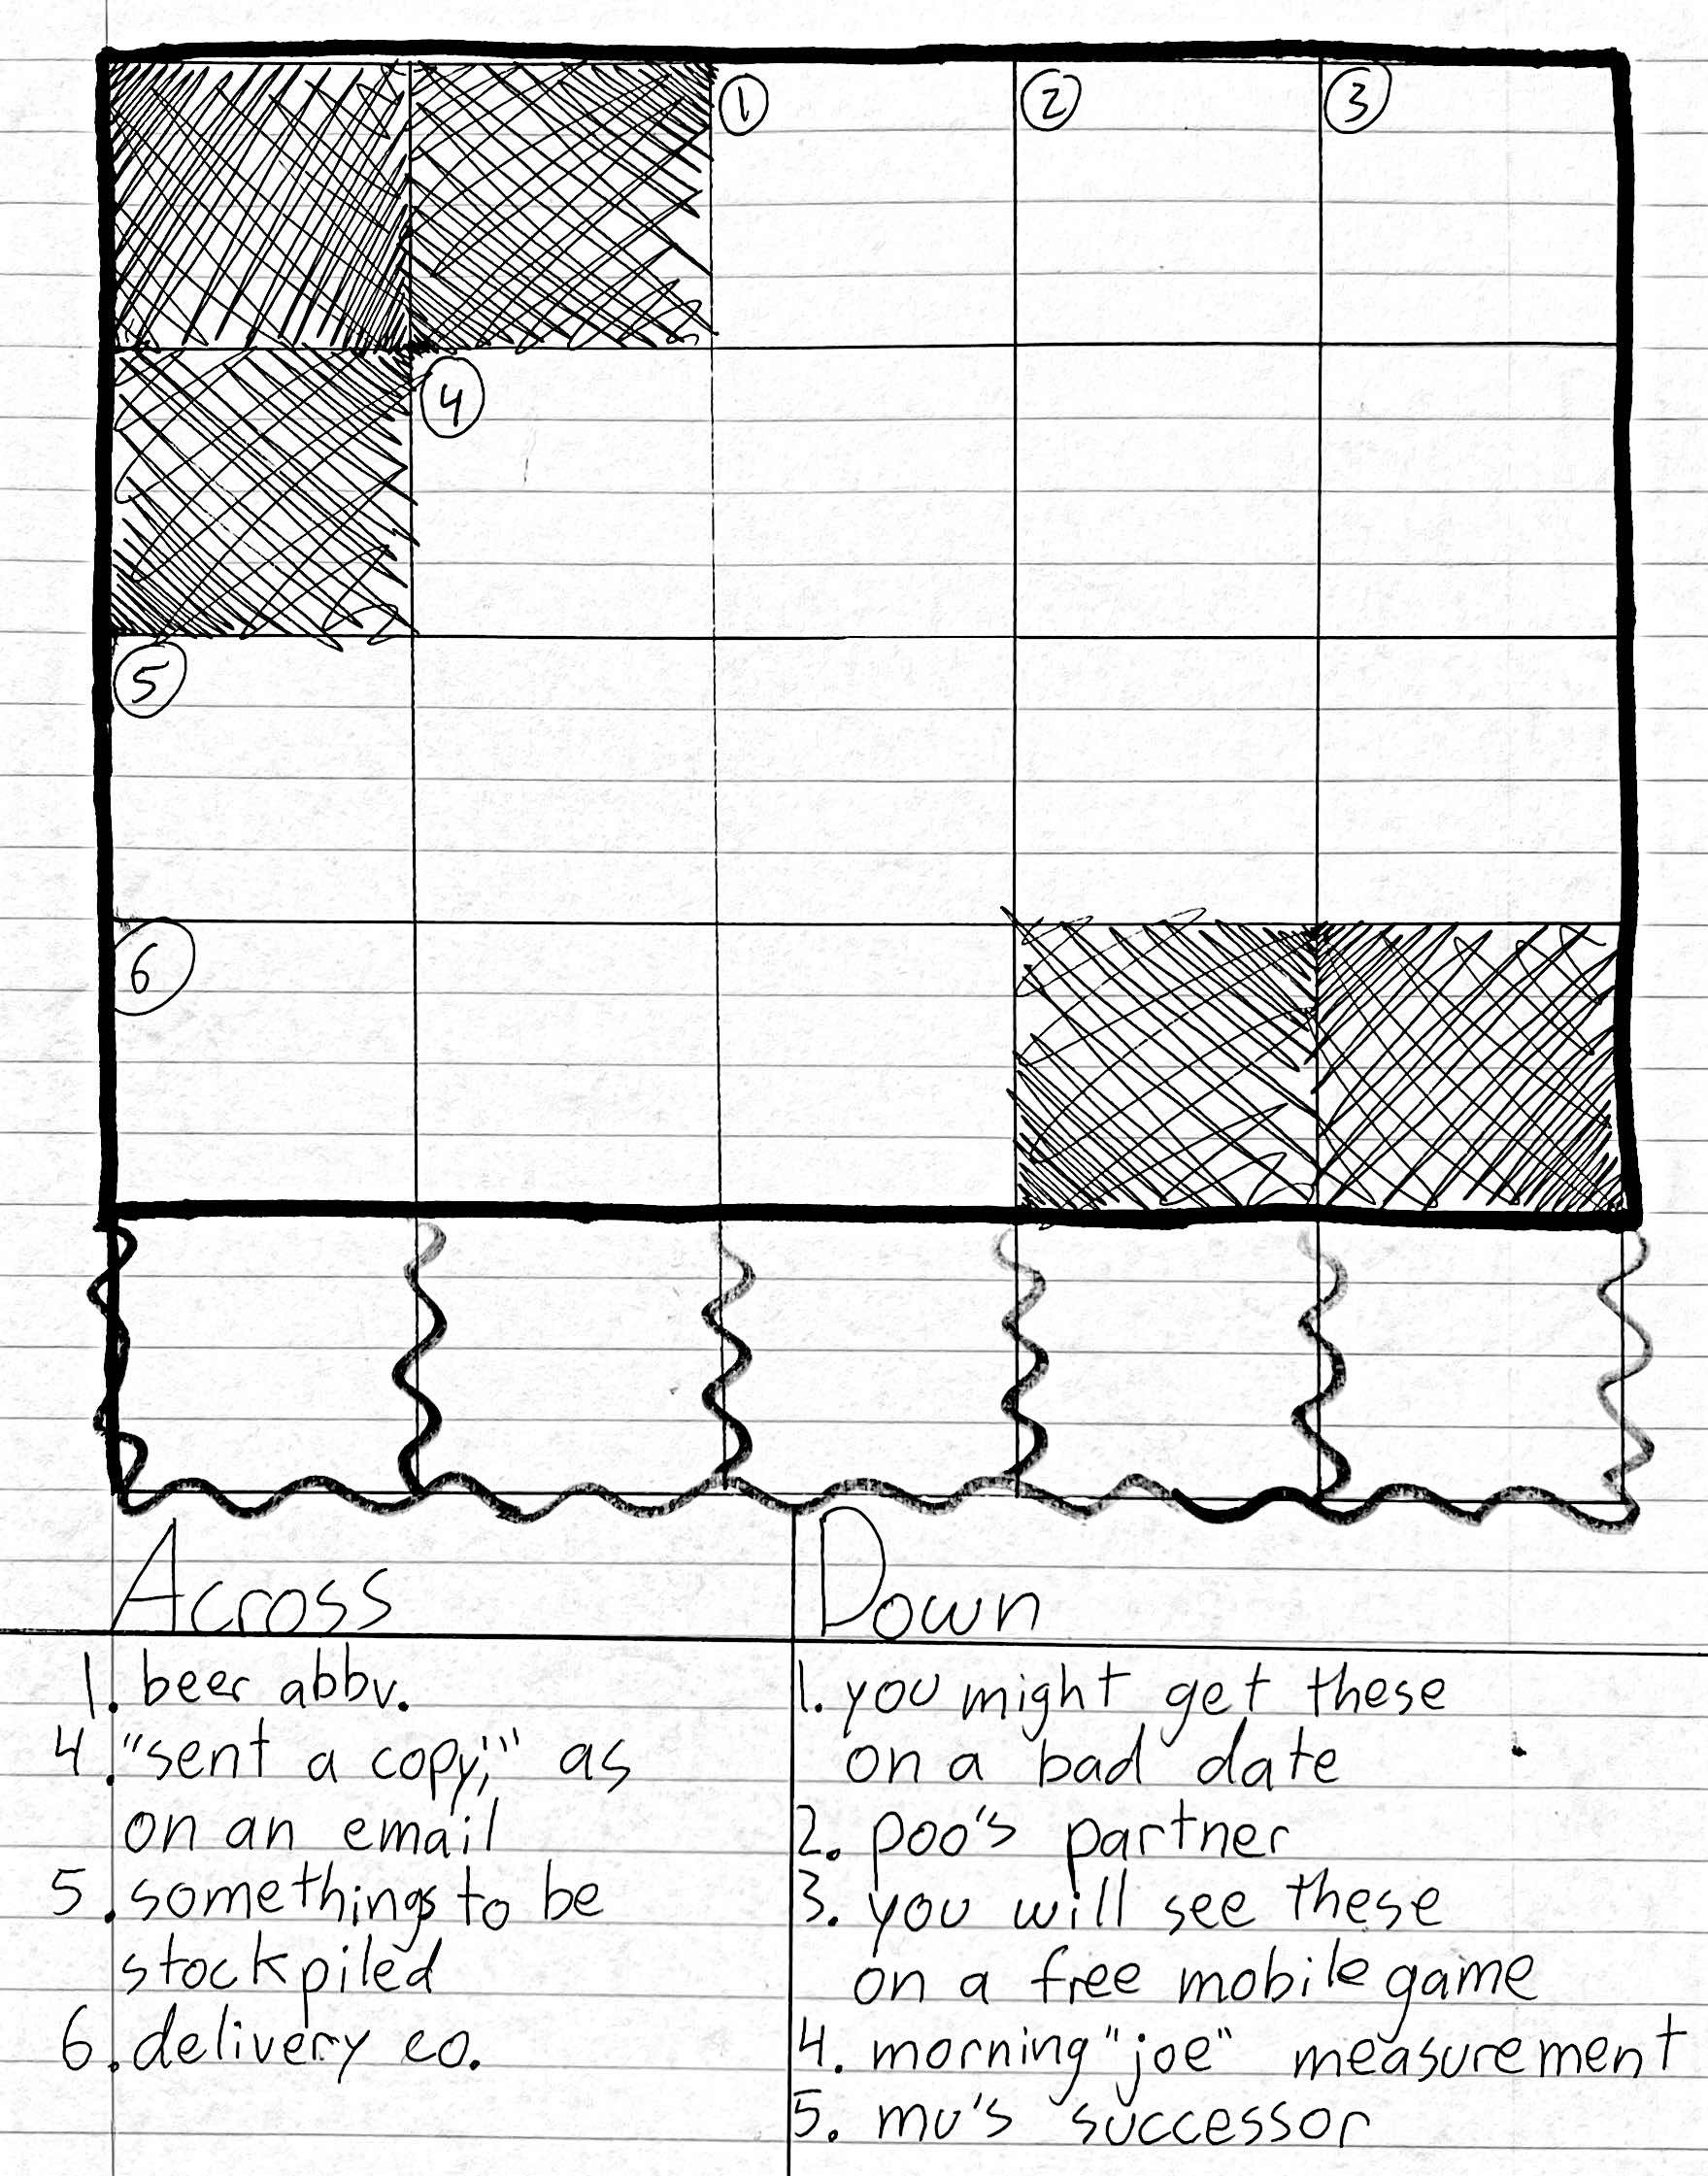 1 2 3
4
5
6
Across
1. beer abbv.
4. "sent a copy," as
on an email
5. somethings to be
stockpiled
6. delivery co.
Down
1. you might get these
on a bad date
2. poo's partner
3. you will see these
on a free mobile game
4. morning "joe" measurement
5. mu's successor